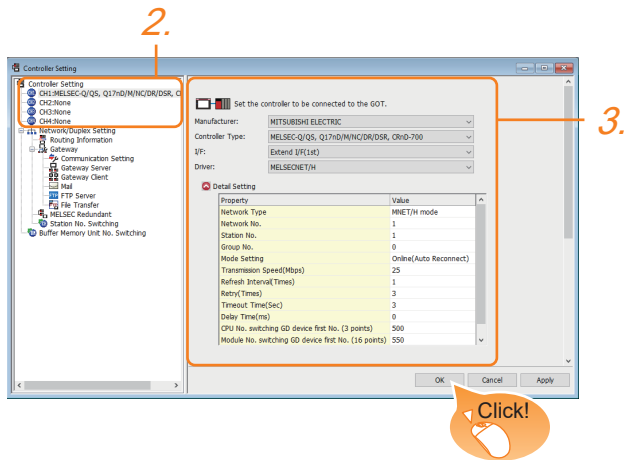 2.
Controller Setting
Controller Setting
CH1:MELSEC-Q/QS, Q17nD/M/NC/DR/DSR, C
CH2:None
CH3:None
CH4:None
Network/Duplex Setting
Routing Information
Gateway
Communication Setting
Gateway Server
Gateway Client
Mail
FTP Server
File Transfer
MELSEC Redundant
Station No. Switching
Buffer Memory Unit No. Switching
Set the controller to be connected to the GOT.
Manufacturer: MITSUBISHI ELECTRIC
Controller Type: MELSEC-Q/QS, Q17nD/M/NC/DR/DSR, CRnD-700
I/F: Extend I/F(1st)
Driver: MELSECNET/H
Detail Setting
Property Value
Network Type MNET/H mode
Network No. 1
Station No. 1
Group No. 0
Mode Setting Online(Auto Reconnect)
Transmission Speed(Mbps) 25
Refresh Interval(Times) 1
Retry(Times) 3
Timeout Time(Sec) 3
Delay Time(ms) 0
CPU No. switching GD device first No. (3 points) 500
Module No. switching GD device first No. (16 points) 550
3.
OK Cancel Apply
Click!